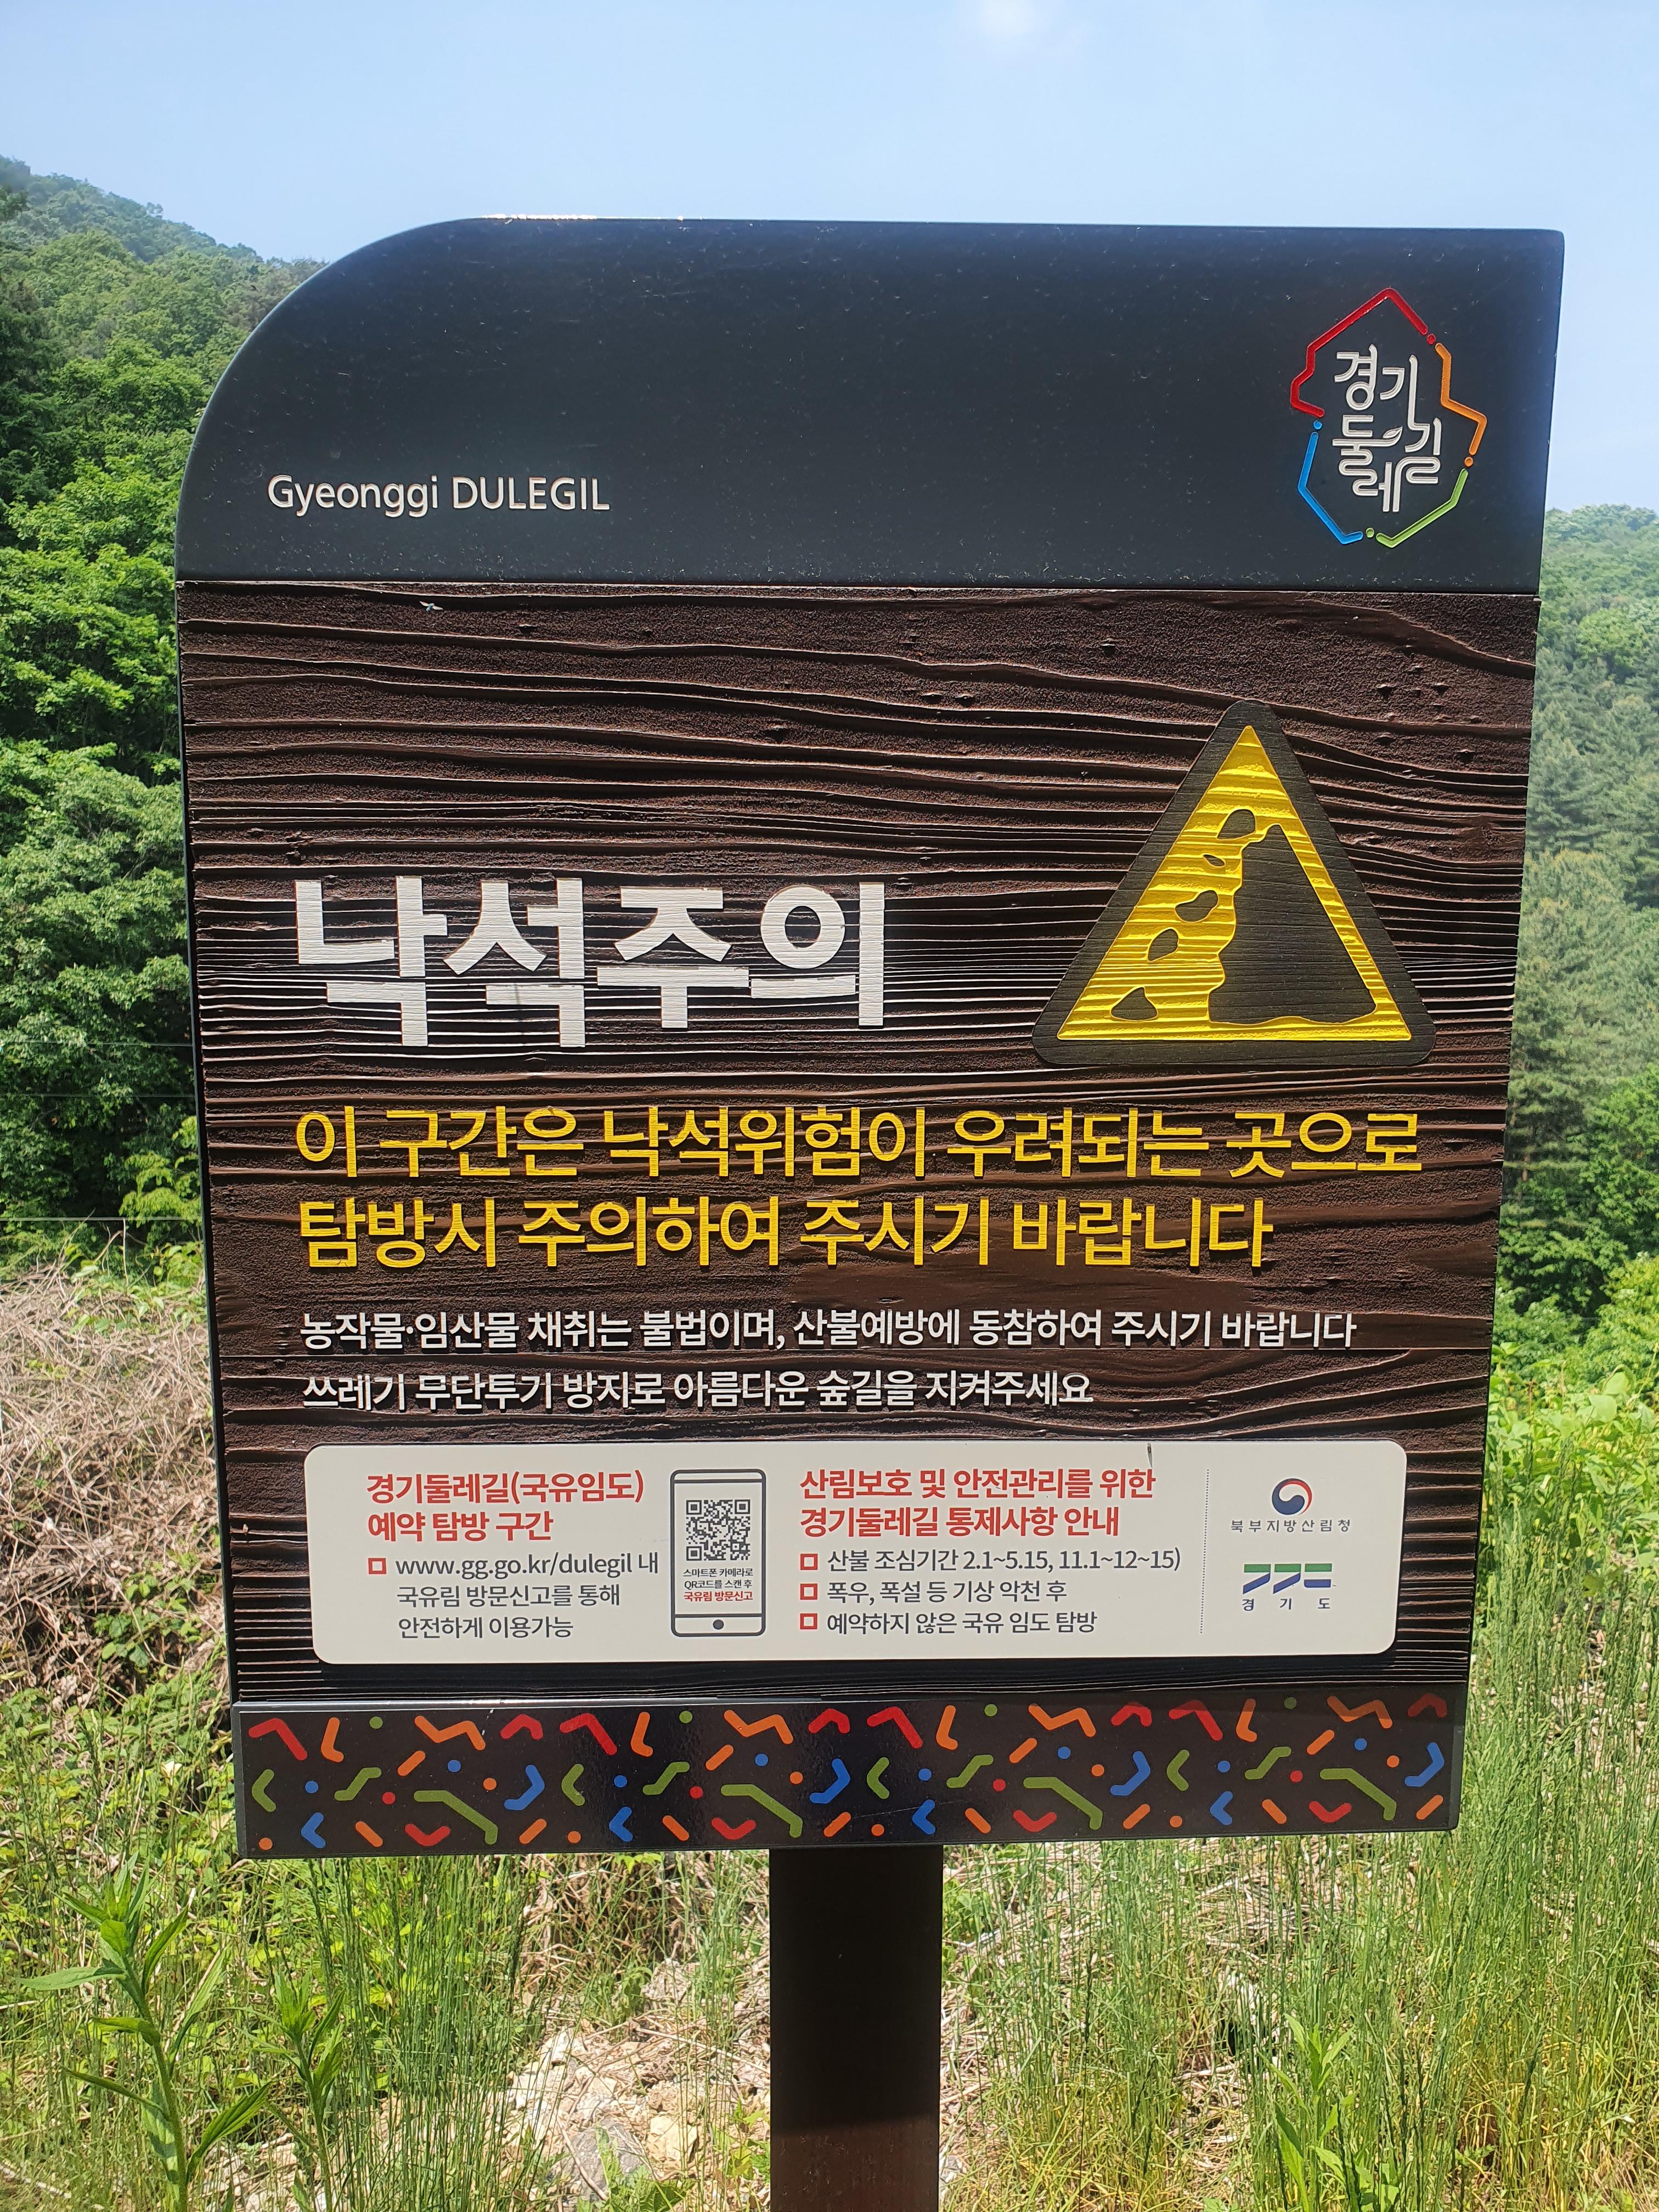 경기
둘레길
Gyeonggi DULEGIL
낙석주의
이 구간은 낙석위험이 우려되는 곳으로
탐방시 주의하여 주시기 바랍니다
농작물·임산물 채취는 불법이며, 산불예방에 동참하여 주시기 바랍니다
쓰레기 무단투기 방지로 아름다운 숲길을 지켜주세요
경기둘레길(국유임도)
예약 탐방 구간
www.gg.go.kr/dulegil 내
국유림 방문신고를 통해
안전하게 이용가능
스마트폰 카메라로
QR코드를 스캔 후
국유림 방문신고
산림보호 및 안전관리를 위한
경기둘레길 통제사항 안내
산불 조심기간 2.1~5.15, 11.1~12~15)
폭우, 폭설 등 기상 악천 후
예약하지 않은 국유 임도 탐방
북부지방산림청
경기도